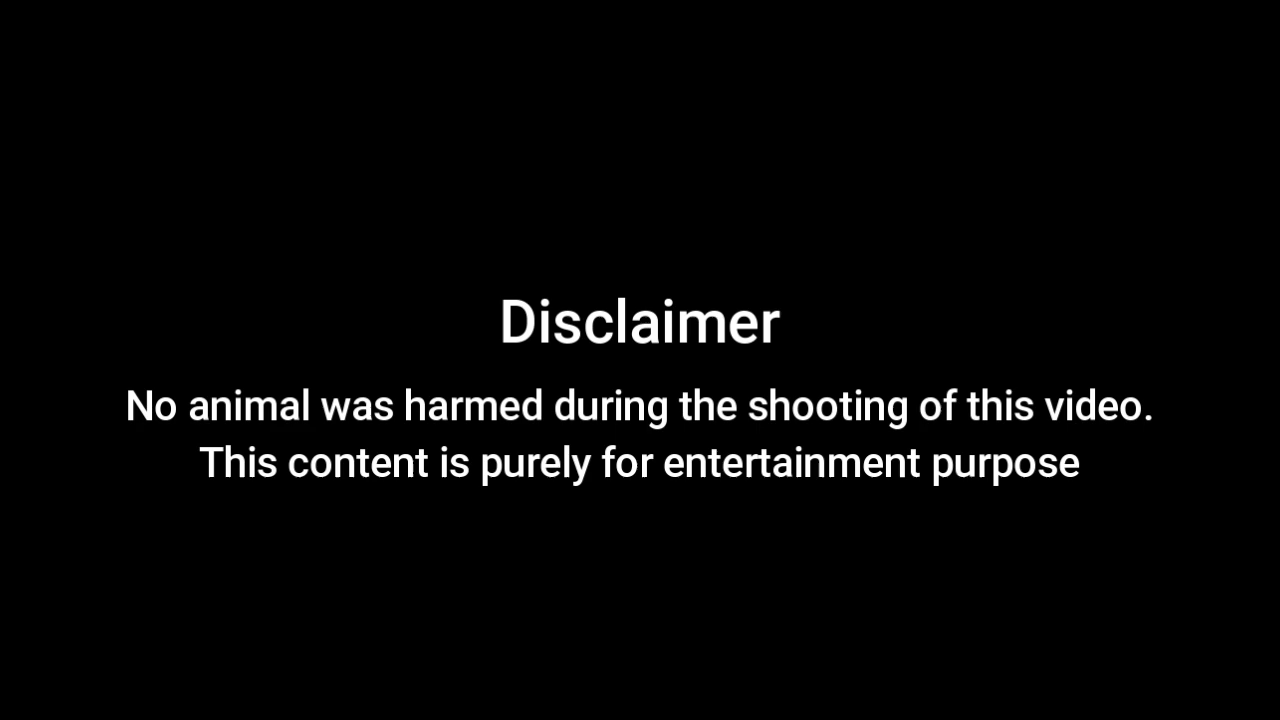 Disclaimer
No animal was harmed during the shooting of this video.
This content is purely for entertainment purpose